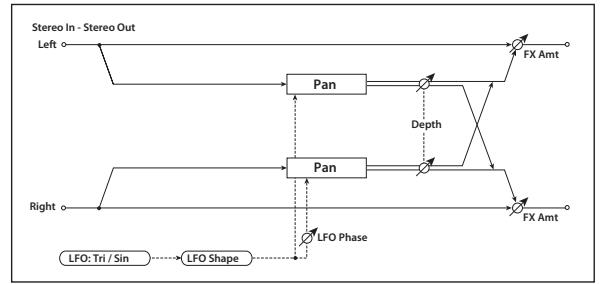 Stereo In - Stereo Out
Left
FX Amt
Pan
Depth
Pan
Right
FX Amt
LFO Phase
LFO: Tri / Sin
LFO Shape